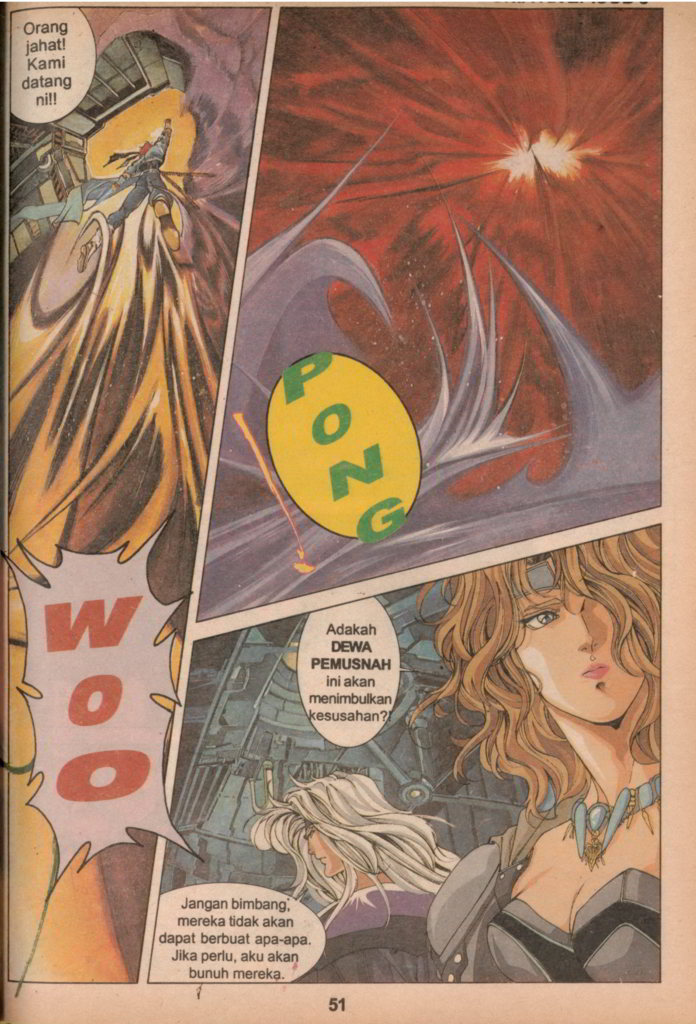 Orang
jahat!
Kami
datang
ni!!
PONG
WOO
Adakah
DEWA
PEMUSNAH
ini akan
menimbulkan
kesusahan?
Jangan bimbang,
mereka tidak akan
dapat berbuat apa-apa.
Jika perlu, aku akan
bunuh mereka.
51